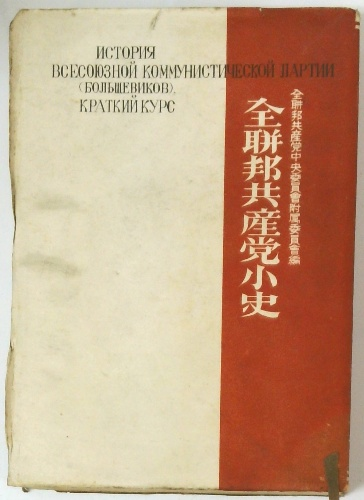 ИСТОРИЯ
ВСЕСОЮЗНОЙ КОММУНИСТИЧЕСКОЙ ПАРТИИ
(БОЛЬШЕВИКОВ).
КРАТКИЙ КУРС
全聯邦共産党中央委員會附属委員會編
全聯邦共産党小史